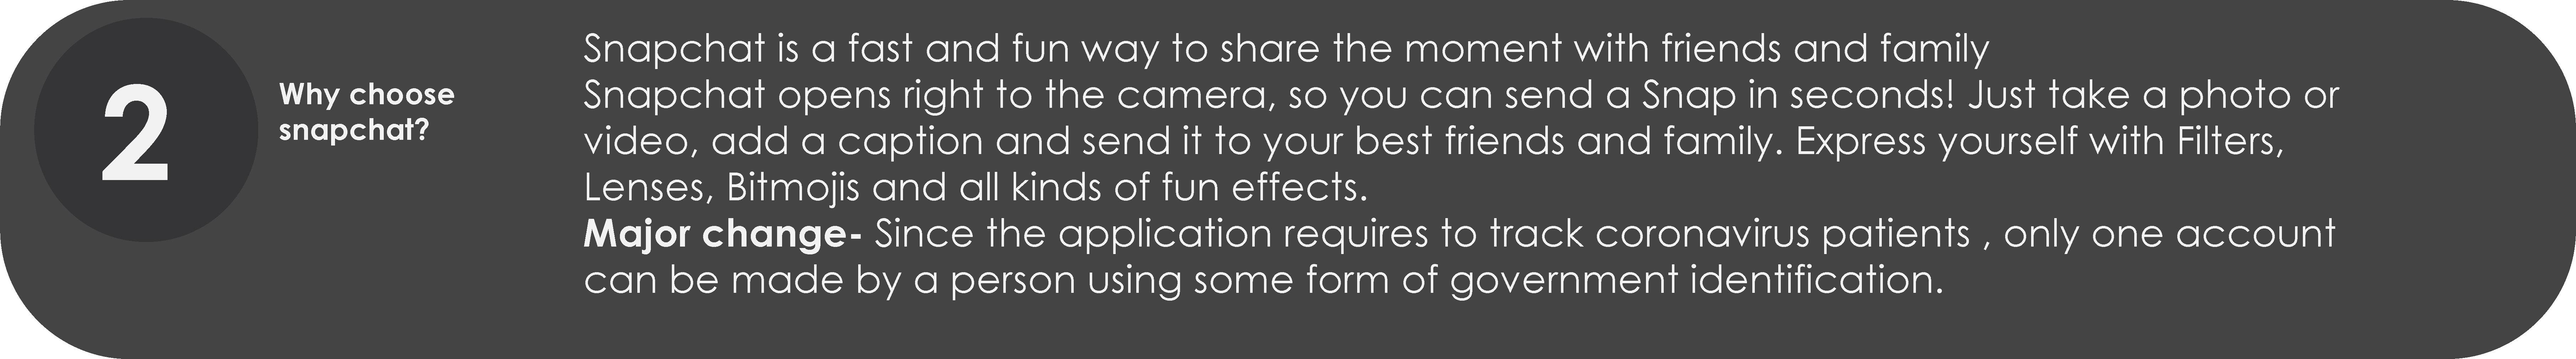 2
Why choose
snapchat?
Snapchat is a fast and fun way to share the moment with friends and family
Snapchat opens right to the camera, so you can send a Snap in seconds! Just take a photo or
video, add a caption and send it to your best friends and family. Express yourself with Filters,
Lenses, Bitmojis and all kinds of fun effects.
Major change- Since the application requires to track coronavirus patients , only one account
can be made by a person using some form of government identification.